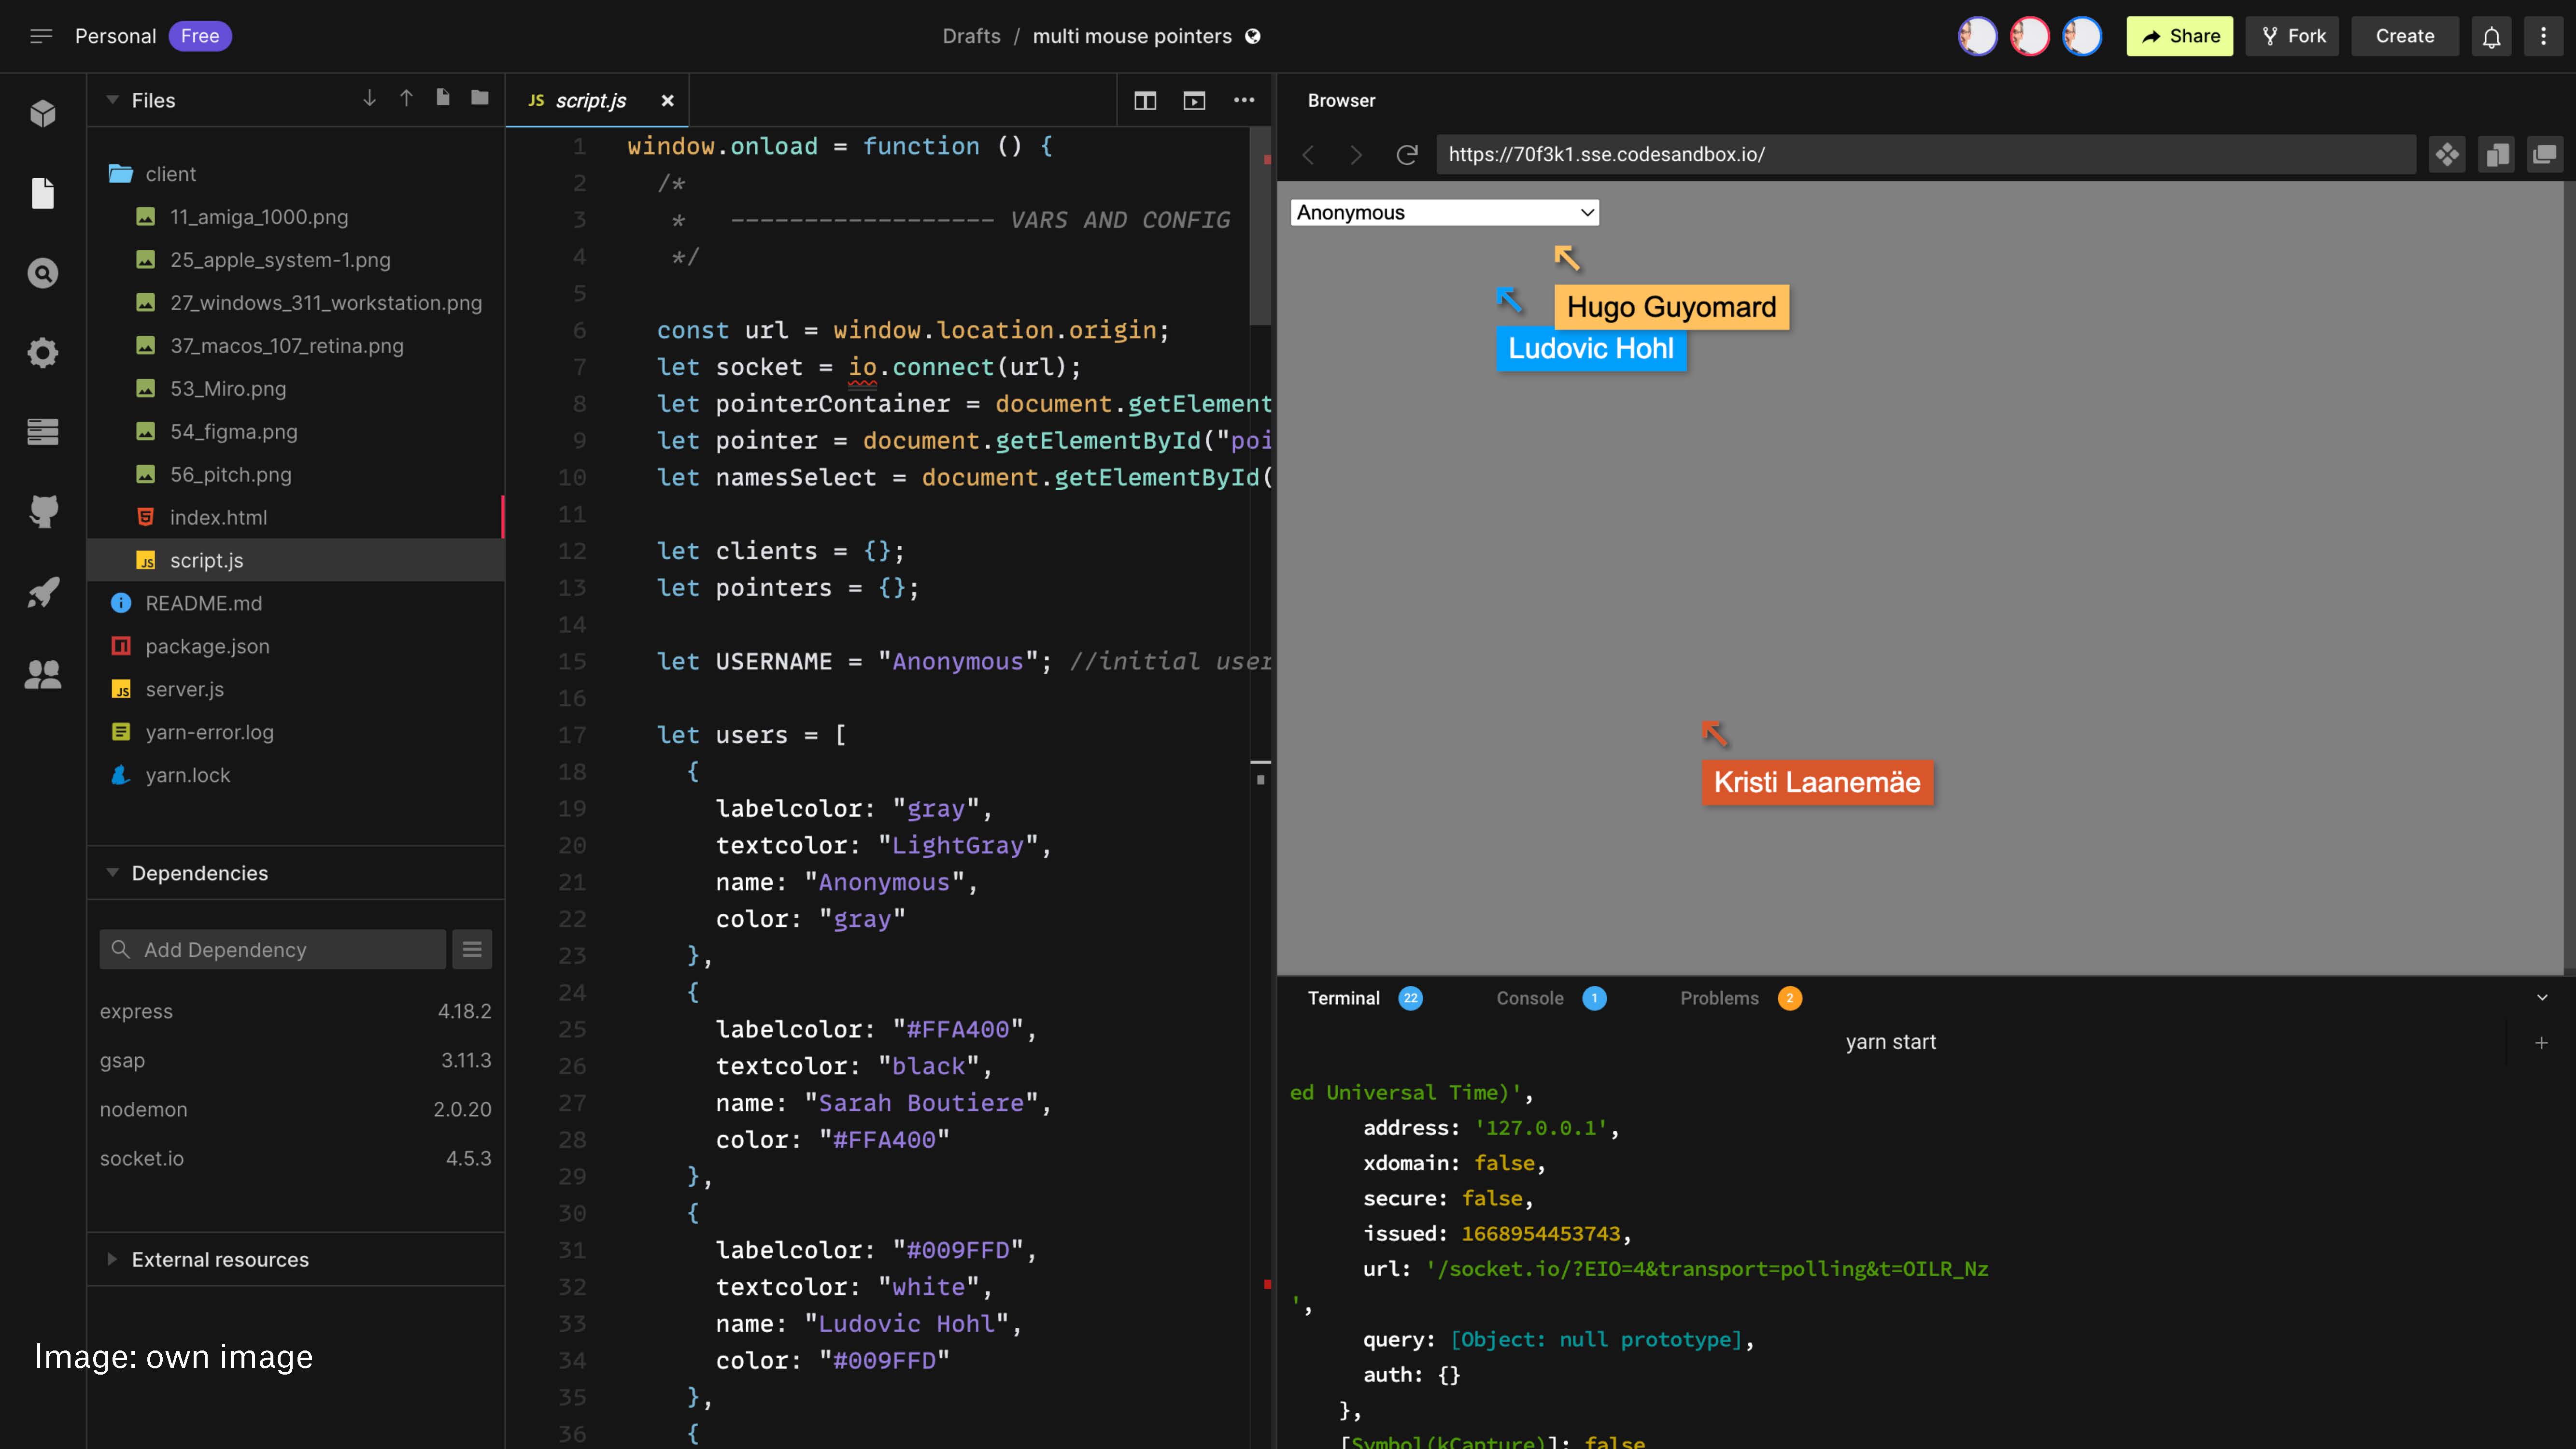 Personal Free
Drafts / multi mouse pointers
Share
Fork
Create
Files
client
11_amiga_1000.png
25_apple_system-1.png
27_windows_311_workstation.png
37_macos_107_retina.png
53_Miro.png
54_figma.png
56_pitch.png
index.html
script.js
README.md
package.json
server.js
yarn-error.log
yarn.lock
Dependencies
Add Dependency
express 4.18.2
gsap 3.11.3
nodemon 2.0.20
socket.io 4.5.3
External resources
Image: own image
JS script.js
1 window.onload = function () {
2 /*
3 * ------------------ VARS AND CONFIG
4 */
5
6 const url = window.location.origin;
7 let socket = io.connect(url);
8 let pointerContainer = document.getElement
9 let pointer = document.getElementById("poi
10 let namesSelect = document.getElementById(
11
12 let clients = {};
13 let pointers = {};
14
15 let USERNAME = "Anonymous"; //initial user
16
17 let users = [
18 {
19 labelcolor: "gray",
20 textcolor: "LightGray",
21 name: "Anonymous",
22 color: "gray"
23 },
24 {
25 labelcolor: "#FFA400",
26 textcolor: "black",
27 name: "Sarah Boutiere",
28 color: "#FFA400"
29 },
30 {
31 labelcolor: "#009FFD",
32 textcolor: "white",
33 name: "Ludovic Hohl",
34 color: "#009FFD"
35 },
36 {
Browser
https://70f3k1.sse.codesandbox.io/
Anonymous
Hugo Guyomard
Ludovic Hohl
Kristi Laanemäe
Terminal 22 Console 1 Problems 2
yarn start
ed Universal Time)',
address: '127.0.0.1',
xdomain: false,
secure: false,
issued: 1668954453743,
url: '/socket.io/?EIO=4&transport=polling&t=OILR_Nz
',
query: [Object: null prototype],
auth: {}
},
[Symbol(kCapture)]: false